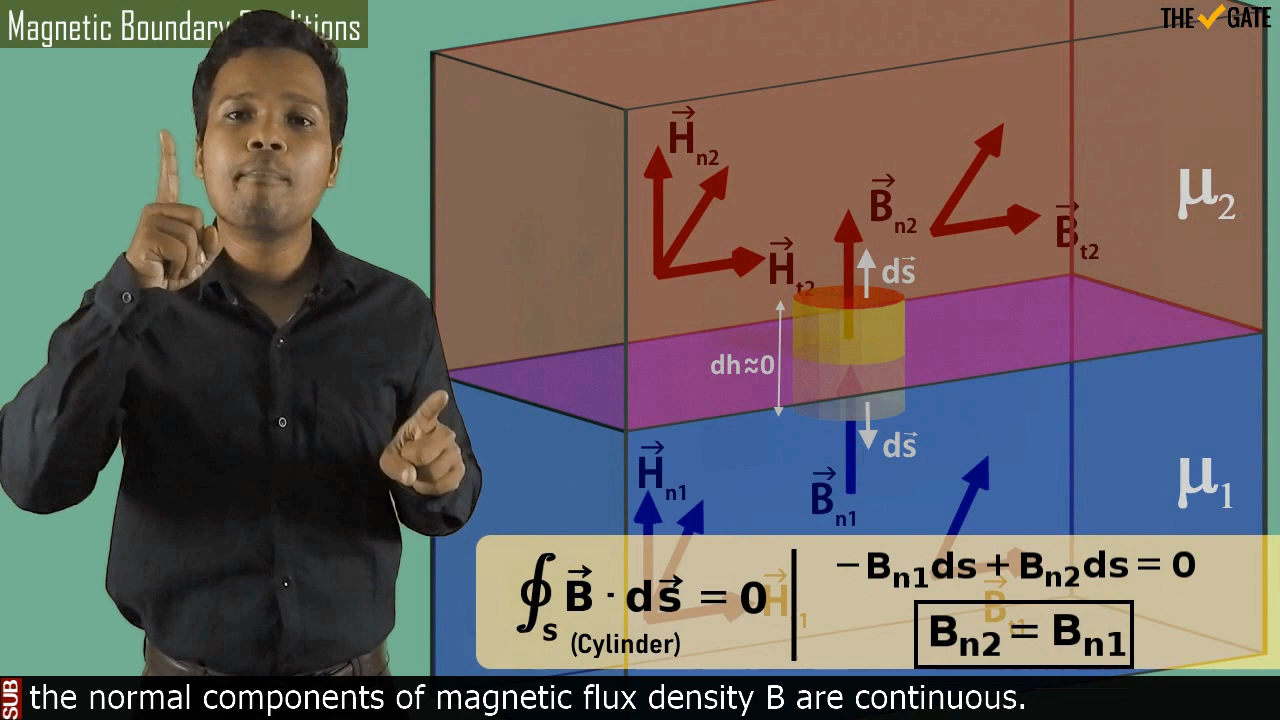 Magnetic Boundary Conditions
THE GATE
H⃗n2
B⃗n2
μ2
B⃗t2
H⃗t2
ds⃗
dh≈0
ds⃗
H⃗n1
B⃗n1
μ1
∮S B⃗ · ds⃗ = 0
(Cylinder)
−Bn1ds + Bn2ds = 0
Bn2 = Bn1
SUB
the normal components of magnetic flux density B are continuous.